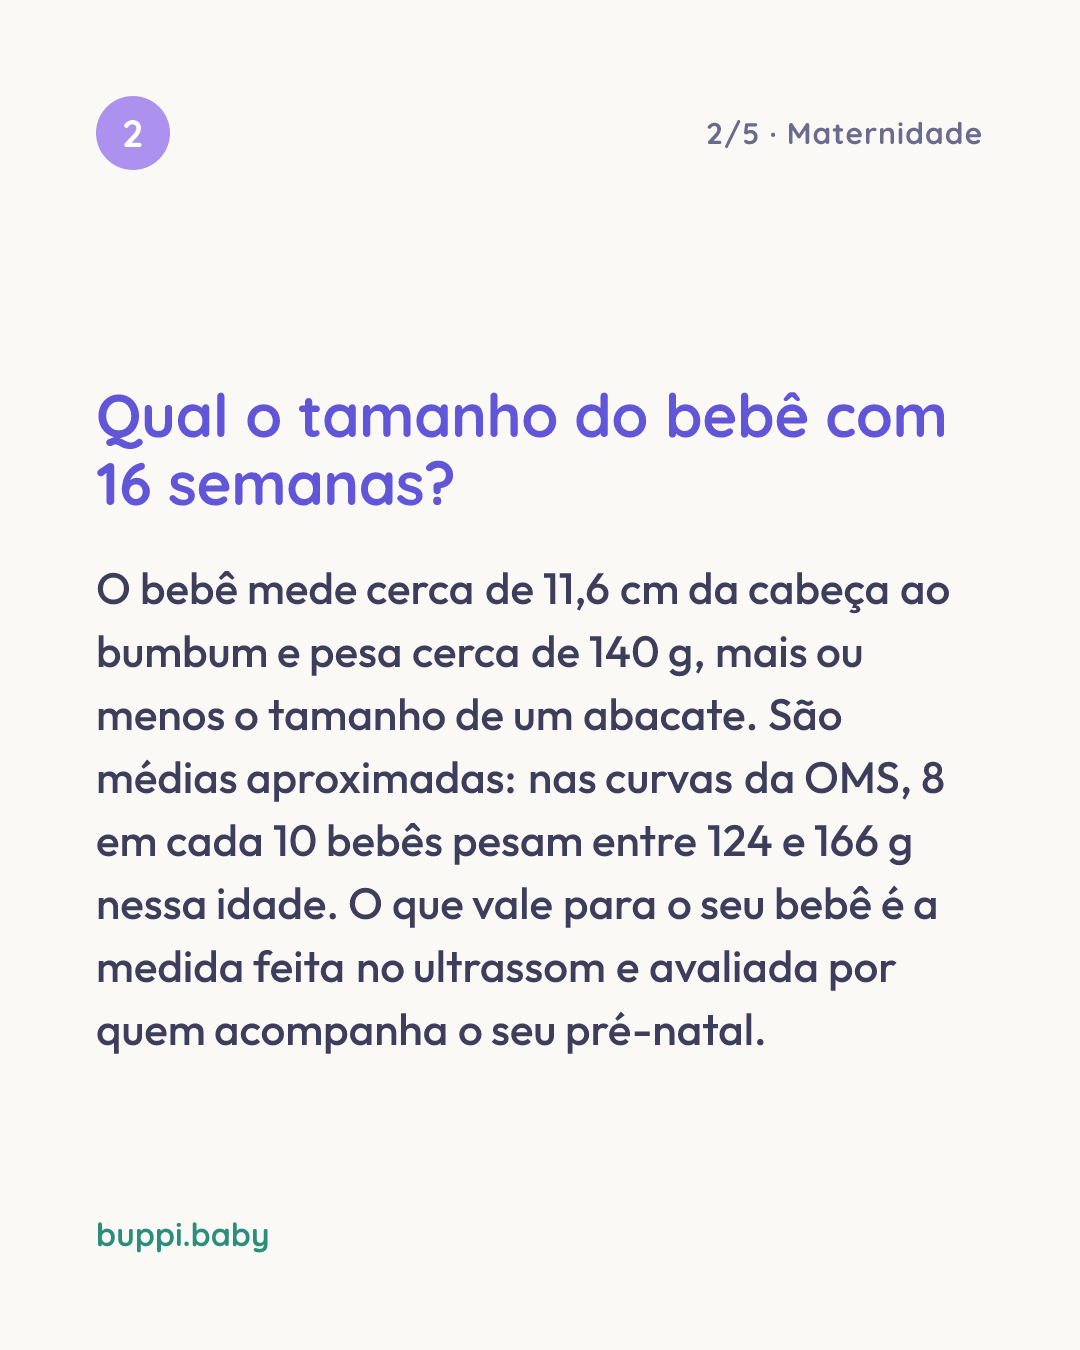 2
2/5 · Maternidade
Qual o tamanho do bebê com
16 semanas?
O bebê mede cerca de 11,6 cm da cabeça ao
bumbum e pesa cerca de 140 g, mais ou
menos o tamanho de um abacate. São
médias aproximadas: nas curvas da OMS, 8
em cada 10 bebês pesam entre 124 e 166 g
nessa idade. O que vale para o seu bebê é a
medida feita no ultrassom e avaliada por
quem acompanha o seu pré-natal.
buppi.baby